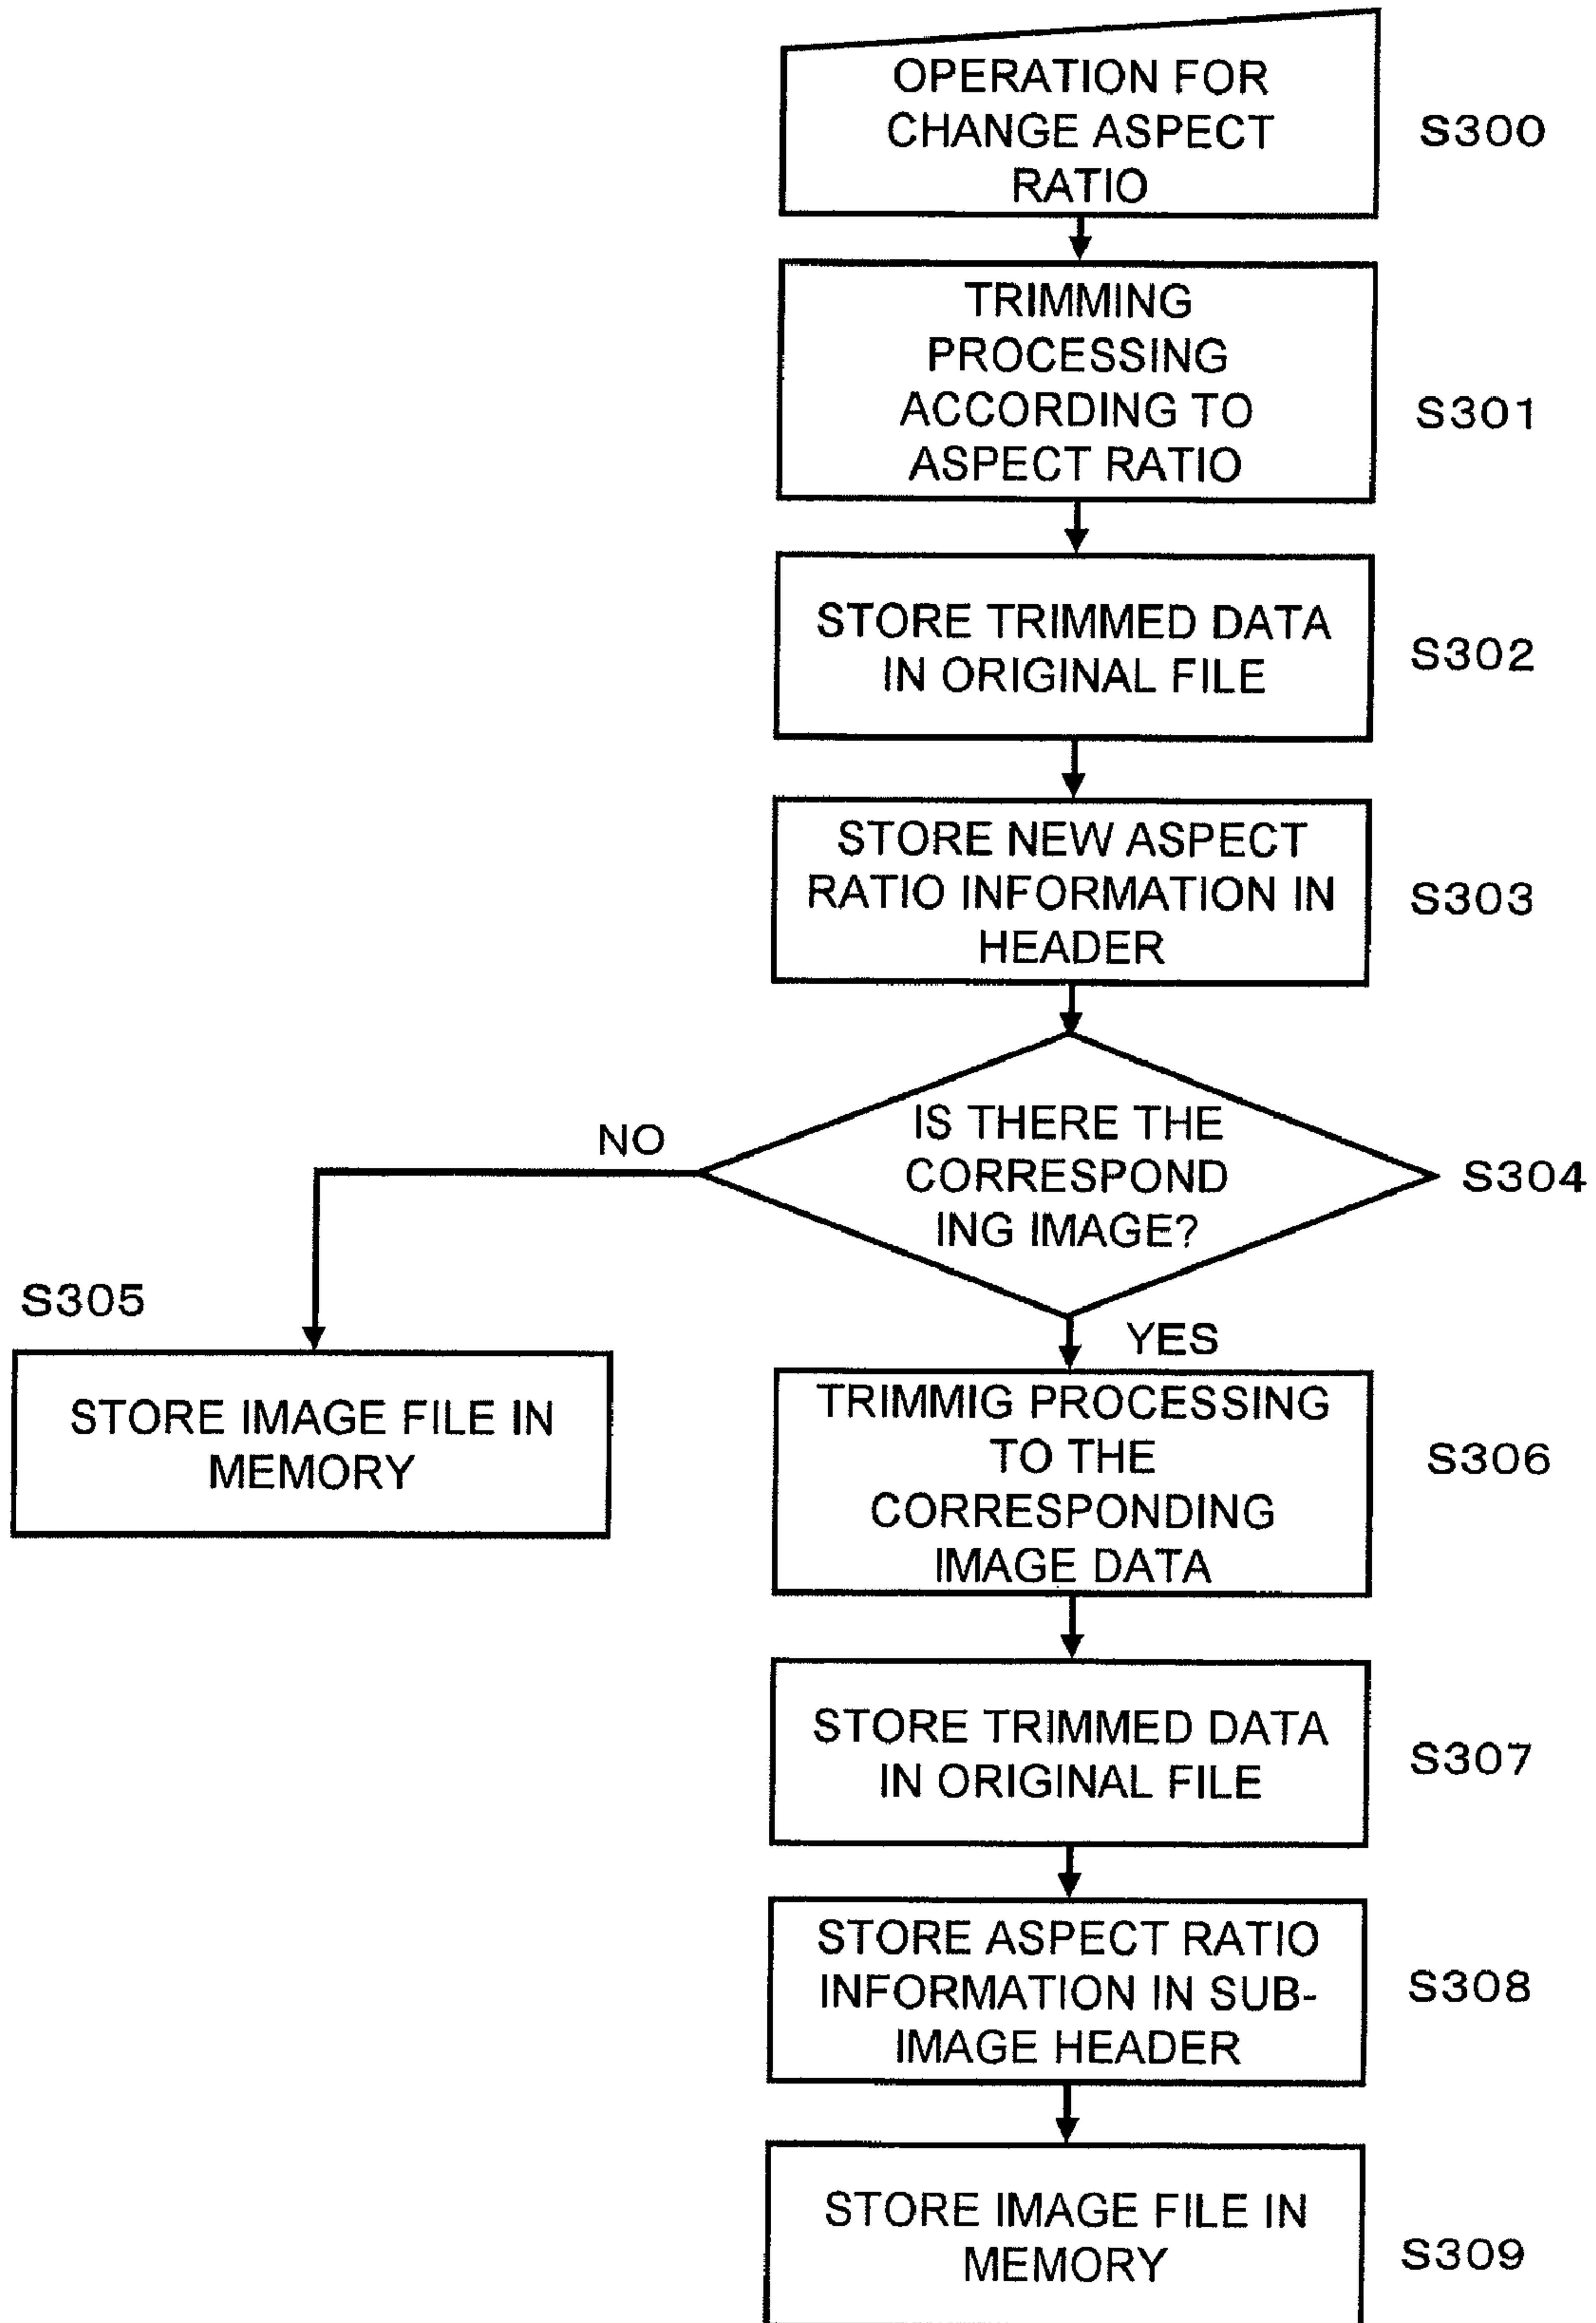 OPERATION FOR
CHANGE ASPECT
RATIO
S300
TRIMMING
PROCESSING
ACCORDING TO
ASPECT RATIO
S301
STORE TRIMMED DATA
IN ORIGINAL FILE
S302
STORE NEW ASPECT
RATIO INFORMATION IN
HEADER
S303
IS THERE THE
CORRESPOND
ING IMAGE?
S304
NO
S305
STORE IMAGE FILE IN
MEMORY
YES
TRIMMIG PROCESSING
TO THE
CORRESPONDING
IMAGE DATA
S306
STORE TRIMMED DATA
IN ORIGINAL FILE
S307
STORE ASPECT RATIO
INFORMATION IN SUB-
IMAGE HEADER
S308
STORE IMAGE FILE IN
MEMORY
S309